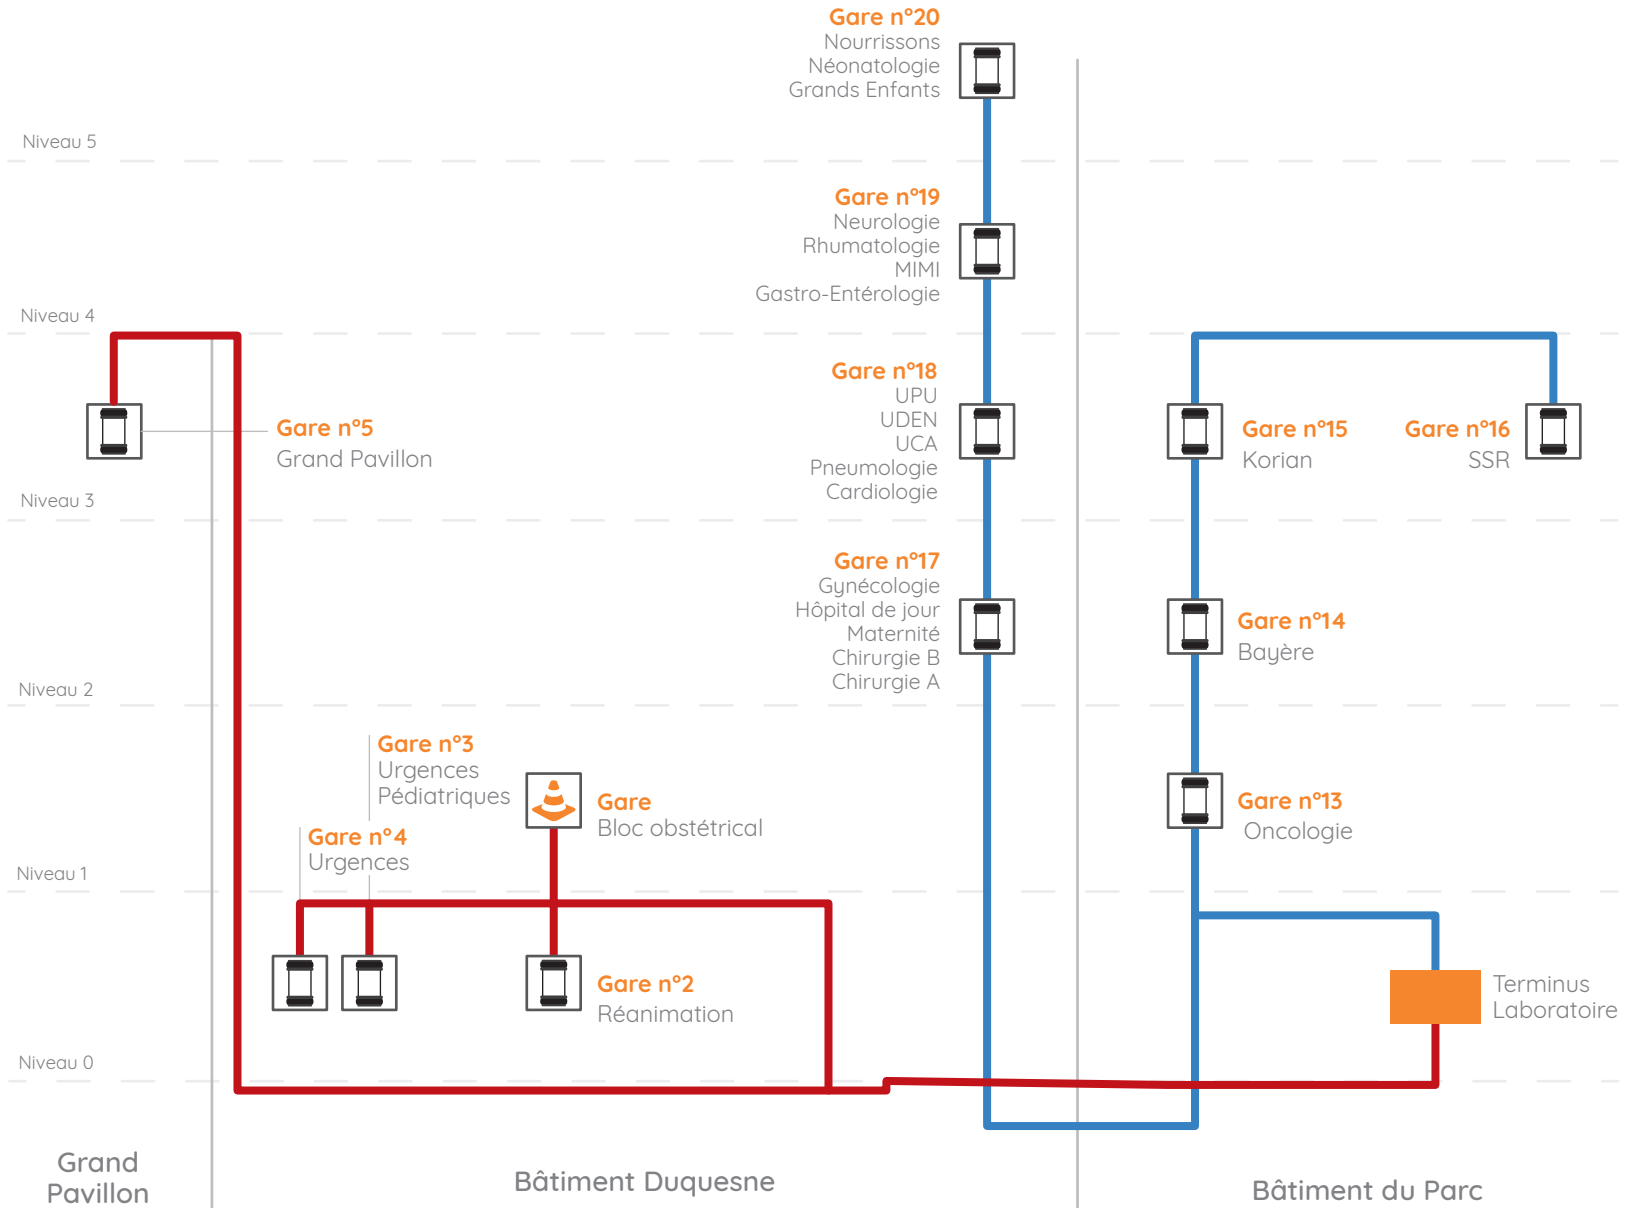 Gare n°20
Nourrissons
Néonatologie
Grands Enfants
Niveau 5
Gare n°19
Neurologie
Rhumatologie
MIMI
Gastro-Entérologie
Niveau 4
Gare n°18
UPU
UDEN
UCA
Pneumologie
Cardiologie
Gare n°5
Grand Pavillon
Gare n°15
Korian
Gare n°16
SSR
Niveau 3
Gare n°17
Gynécologie
Hôpital de jour
Maternité
Chirurgie B
Chirurgie A
Gare n°14
Bayère
Niveau 2
Gare n°3
Urgences
Pédiatriques
Gare n°4
Urgences
Gare
Bloc obstétrical
Gare n°13
Oncologie
Niveau 1
Gare n°2
Réanimation
Terminus
Laboratoire
Niveau 0
Grand
Pavillon
Bâtiment Duquesne
Bâtiment du Parc